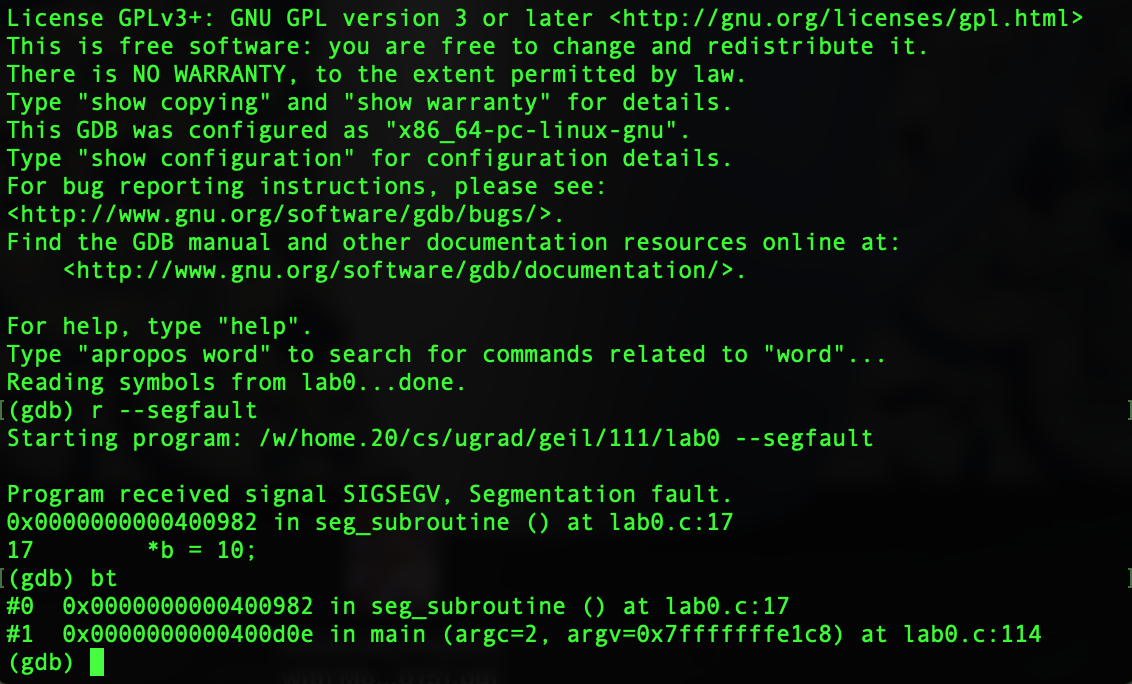 License GPLv3+: GNU GPL version 3 or later <http://gnu.org/licenses/gpl.html>
This is free software: you are free to change and redistribute it.
There is NO WARRANTY, to the extent permitted by law.
Type "show copying" and "show warranty" for details.
This GDB was configured as "x86_64-pc-linux-gnu".
Type "show configuration" for configuration details.
For bug reporting instructions, please see:
<http://www.gnu.org/software/gdb/bugs/>.
Find the GDB manual and other documentation resources online at:
    <http://www.gnu.org/software/gdb/documentation/>.

For help, type "help".
Type "apropos word" to search for commands related to "word"...
Reading symbols from lab0...done.
[(gdb) r --segfault ]
Starting program: /w/home.20/cs/ugrad/geil/111/lab0 --segfault

Program received signal SIGSEGV, Segmentation fault.
0x0000000000400982 in seg_subroutine () at lab0.c:17
17        *b = 10;
[(gdb) bt ]
#0  0x0000000000400982 in seg_subroutine () at lab0.c:17
#1  0x0000000000400d0e in main (argc=2, argv=0x7fffffffe1c8) at lab0.c:114
(gdb)